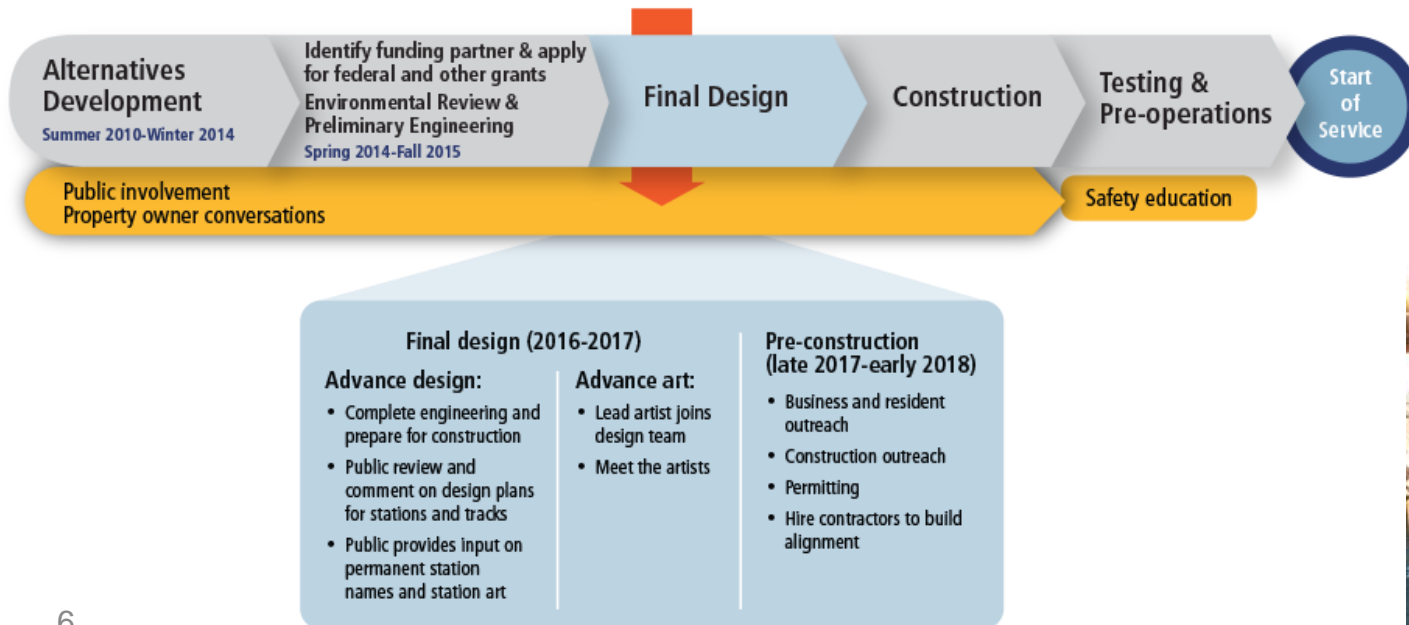 Alternatives
Development
Summer 2010-Winter 2014
Identify funding partner & apply
for federal and other grants
Environmental Review &
Preliminary Engineering
Spring 2014-Fall 2015
Final Design
Construction
Testing &
Pre-operations
Start
of
Service
Public involvement
Property owner conversations
Safety education
Final design (2016-2017)
Advance design:
• Complete engineering and
prepare for construction
• Public review and
comment on design plans
for stations and tracks
• Public provides input on
permanent station
names and station art
Advance art:
• Lead artist joins
design team
• Meet the artists
Pre-construction
(late 2017-early 2018)
• Business and resident
outreach
• Construction outreach
• Permitting
• Hire contractors to build
alignment
6